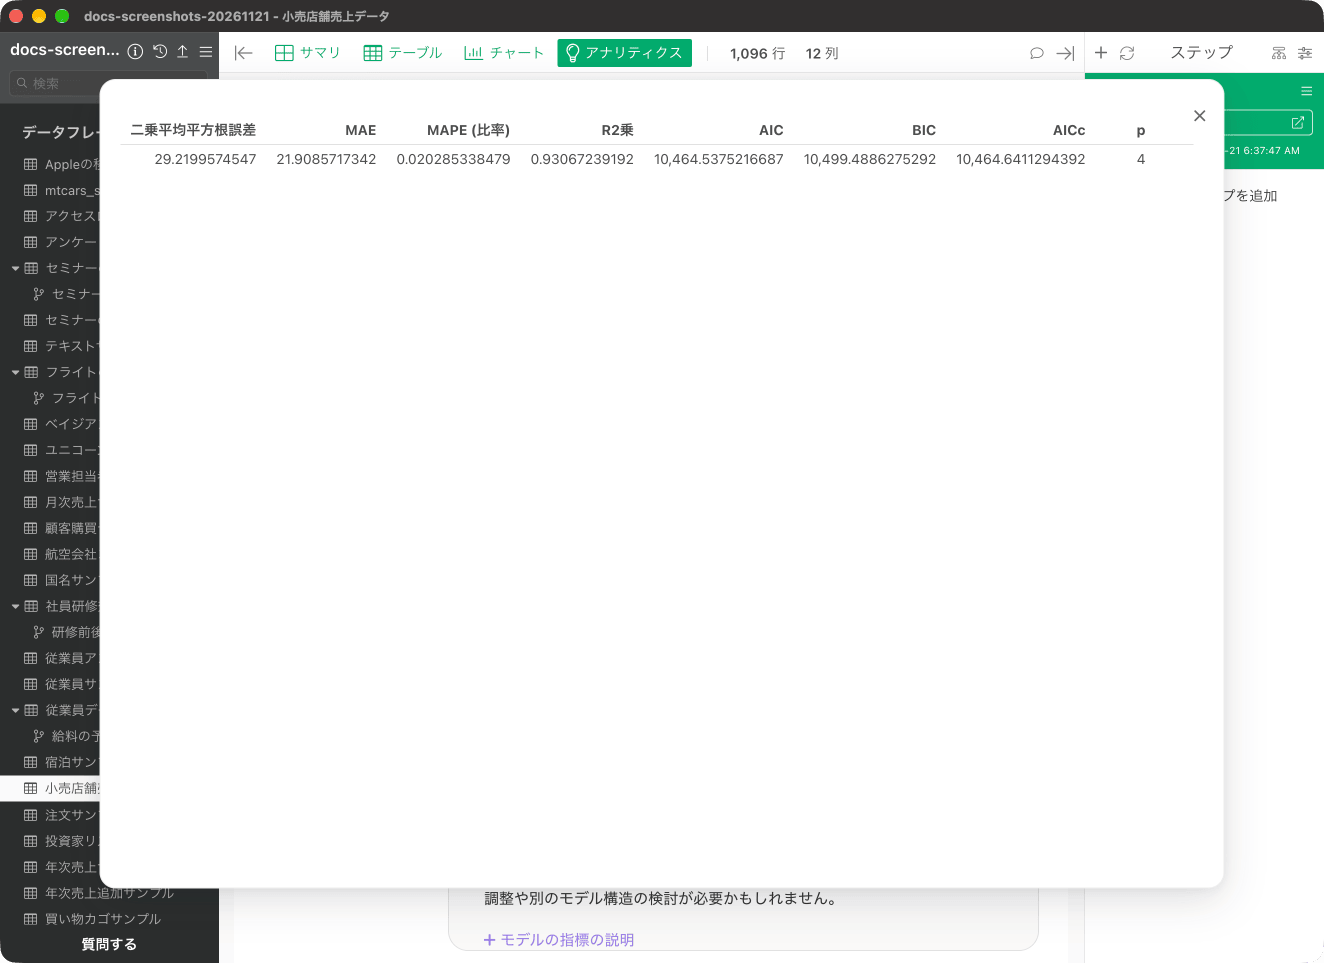 docs-screenshots-20261121 - 小売店舗売上データ
docs-screen...
サマリ
テーブル
チャート
アナリティクス
1,096 行
12 列
ステップ
検索
データフレー
Appleの
mtcars_s
アクセス
アンケー
セミナー
セミナー
セミナー
テキスト
フライト
フライト
ベイジア
ユニコー
営業担当
月次売上
顧客購買
航空会社
国名サン
社員研修
研修前後
従業員ア
従業員サ
従業員デ
給料の予
宿泊サン
小売店舗
注文サン
投資家リ
年次売上
年次売上追加サンプル
買い物カゴサンプル
質問する
二乗平均平方根誤差 MAE MAPE (比率) R2乗 AIC BIC AICc p
29.2199574547 21.9085717342 0.020285338479 0.93067239192 10,464.5375216687 10,499.4886275292 10,464.6411294392 4
-21 6:37:47 AM
プを追加
調整や別のモデル構造の検討が必要かもしれません。
+ モデルの指標の説明